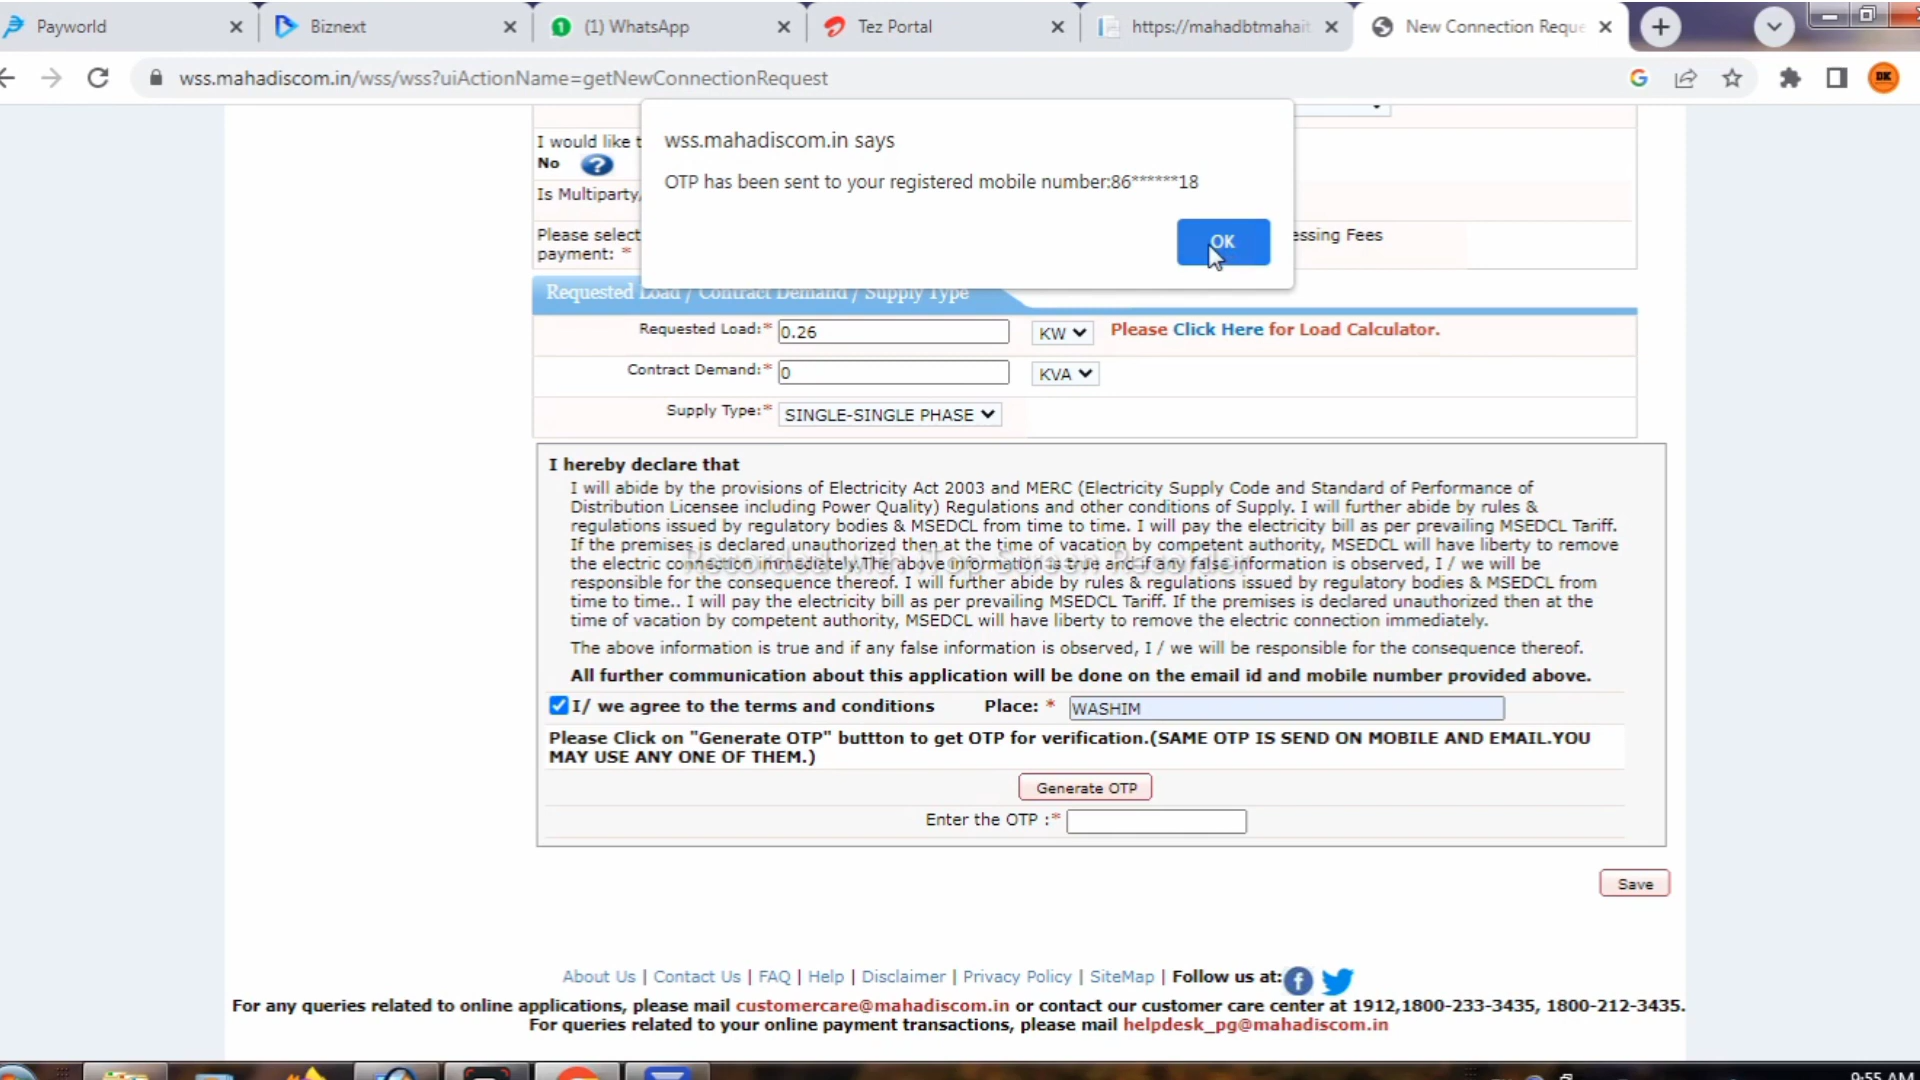 Payworld
Biznext
(1) WhatsApp
Tez Portal
https://mahadbtmahait
New Connection Reque
wss.mahadiscom.in/wss/wss?uiActionName=getNewConnectionRequest
DK
wss.mahadiscom.in says
OTP has been sent to your registered mobile number:86******18
OK
I would like t
No
Is Multiparty,
Please select
payment: *
essing Fees
Requested Load / Contract Demand / Supply Type
Requested Load:* 0.26 KW Please Click Here for Load Calculator.
Contract Demand:* 0 KVA
Supply Type:* SINGLE-SINGLE PHASE
I hereby declare that
I will abide by the provisions of Electricity Act 2003 and MERC (Electricity Supply Code and Standard of Performance of
Distribution Licensee including Power Quality) Regulations and other conditions of Supply. I will further abide by rules &
regulations issued by regulatory bodies & MSEDCL from time to time. I will pay the electricity bill as per prevailing MSEDCL Tariff.
If the premises is declared unauthorized then at the time of vacation by competent authority, MSEDCL will have liberty to remove
the electric connection immediately.The above information is true and if any false information is observed, I / we will be
responsible for the consequence thereof. I will further abide by rules & regulations issued by regulatory bodies & MSEDCL from
time to time.. I will pay the electricity bill as per prevailing MSEDCL Tariff. If the premises is declared unauthorized then at the
time of vacation by competent authority, MSEDCL will have liberty to remove the electric connection immediately.
Recorded with iTop Screen Recorder
The above information is true and if any false information is observed, I / we will be responsible for the consequence thereof.
All further communication about this application will be done on the email id and mobile number provided above.
I/ we agree to the terms and conditions Place: * WASHIM
Please Click on "Generate OTP" buttton to get OTP for verification.(SAME OTP IS SEND ON MOBILE AND EMAIL.YOU
MAY USE ANY ONE OF THEM.)
Generate OTP
Enter the OTP :*
Save
About Us | Contact Us | FAQ | Help | Disclaimer | Privacy Policy | SiteMap | Follow us at:
For any queries related to online applications, please mail customercare@mahadiscom.in or contact our customer care center at 1912,1800-233-3435, 1800-212-3435.
For queries related to your online payment transactions, please mail helpdesk_pg@mahadiscom.in
9:55 AM